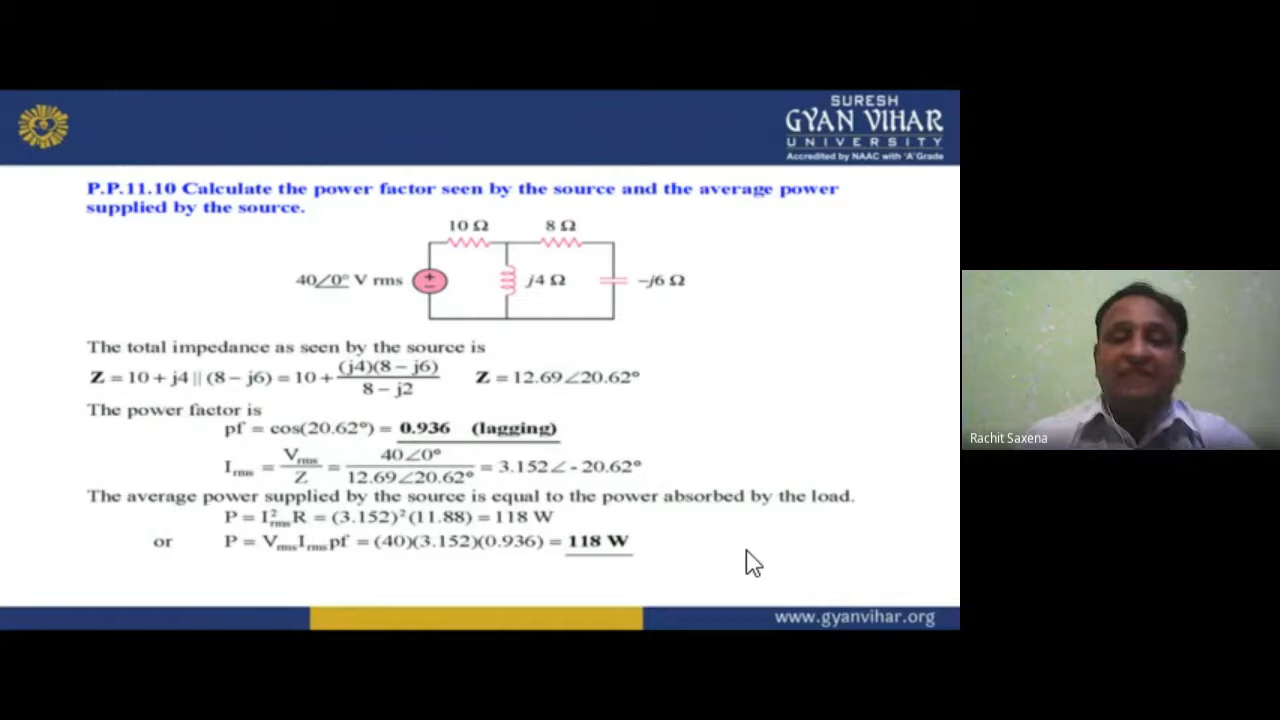 SURESH
GYAN VIHAR
UNIVERSITY
Accredited by NAAC with 'A' Grade
P.P.11.10 Calculate the power factor seen by the source and the average power
supplied by the source.
10 Ω 8 Ω
40∠0° V rms + − j4 Ω −j6 Ω
The total impedance as seen by the source is
Z = 10 + j4 || (8 − j6) = 10 + (j4)(8 − j6) / 8 − j2 Z = 12.69∠20.62°
The power factor is
pf = cos(20.62°) = 0.936 (lagging)
Irms = Vrms / Z = 40∠0° / 12.69∠20.62° = 3.152∠-20.62°
The average power supplied by the source is equal to the power absorbed by the load.
P = I²rms R = (3.152)²(11.88) = 118 W
or P = Vrms Irms pf = (40)(3.152)(0.936) = 118 W
www.gyanvihar.org
Rachit Saxena